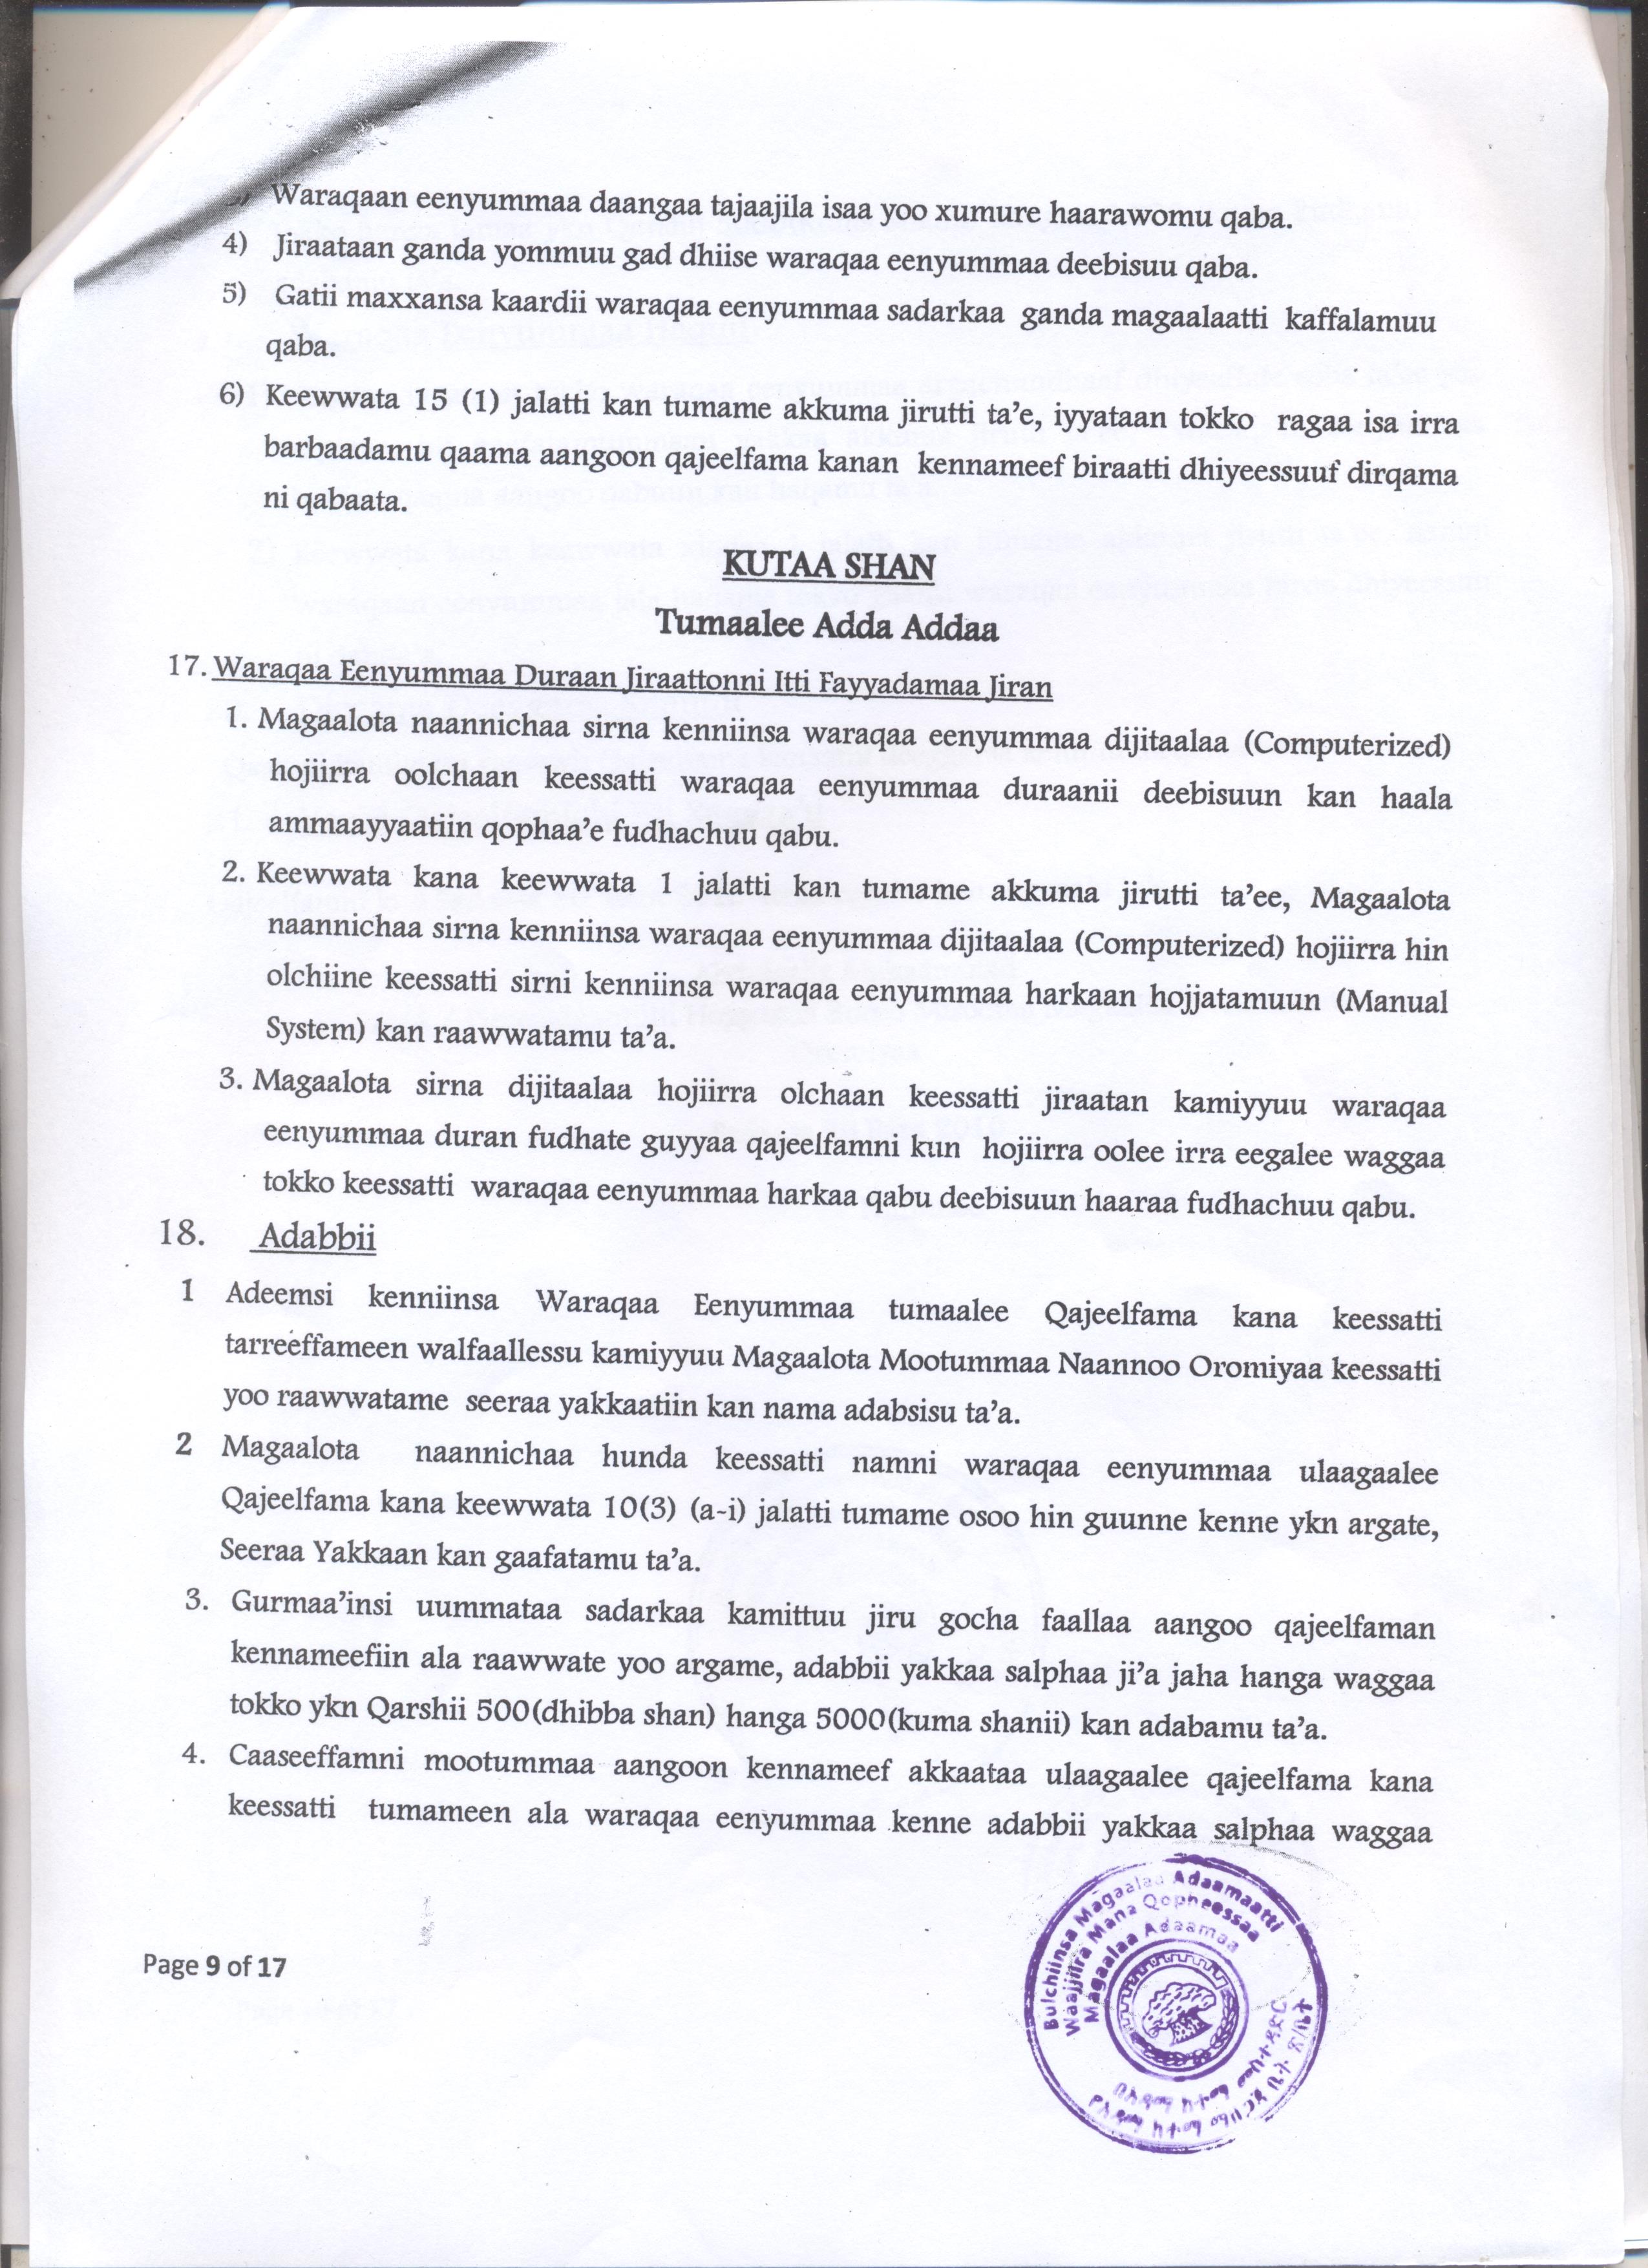 Waraqaan eenyummaa daangaa tajaajila isaa yoo xumure haarawomu qaba.
4) Jiraataan ganda yommuu gad dhiise waraqaa eenyummaa deebisuu qaba.
5) Gatii maxxansa kaardii waraqaa eenyummaa sadarkaa ganda magaalaatti kaffalamuu
qaba.
6) Keewwata 15 (1) jalatti kan tumame akkuma jirutti ta’e, iyyataan tokko ragaa isa irra
barbaadamu qaama aangoon qajeelfama kanan kennameef biraatti dhiyeessuuf dirqama
ni qabaata.
KUTAA SHAN
Tumaalee Adda Addaa
17. Waraqaa Eenyummaa Duraan Jiraattonni Itti Fayyadamaa Jiran
1. Magaalota naannichaa sirna kenniinsa waraqaa eenyummaa dijitaalaa (Computerized)
hojiirra oolchaan keessatti waraqaa eenyummaa duraanii deebisuun kan haala
ammaayyaatiin qophaa’e fudhachuu qabu.
2. Keewwata kana keewwata 1 jalatti kan tumame akkuma jirutti ta’ee, Magaalota
naannichaa sirna kenniinsa waraqaa eenyummaa dijitaalaa (Computerized) hojiirra hin
olchiine keessatti sirni kenniinsa waraqaa eenyummaa harkaan hojjatamuun (Manual
System) kan raawwatamu ta’a.
3. Magaalota sirna dijitaalaa hojiirra olchaan keessatti jiraatan kamiyyuu waraqaa
eenyummaa duran fudhate guyyaa qajeelfamni kun hojiirra oolee irra eegalee waggaa
tokko keessatti waraqaa eenyummaa harkaa qabu deebisuun haaraa fudhachuu qabu.
18. Adabbii
1 Adeemsi kenniinsa Waraqaa Eenyummaa tumaalee Qajeelfama kana keessatti
tarreeffameen walfaallessu kamiyyuu Magaalota Mootummaa Naannoo Oromiyaa keessatti
yoo raawwatame seeraa yakkaatiin kan nama adabsisu ta’a.
2 Magaalota naannichaa hunda keessatti namni waraqaa eenyummaa ulaagaalee
Qajeelfama kana keewwata 10(3) (a-i) jalatti tumame osoo hin guunne kenne ykn argate,
Seeraa Yakkaan kan gaafatamu ta’a.
3. Gurmaa’insi uummataa sadarkaa kamittuu jiru gocha faallaa aangoo qajeelfaman
kennameefiin ala raawwate yoo argame, adabbii yakkaa salphaa ji’a jaha hanga waggaa
tokko ykn Qarshii 500(dhibba shan) hanga 5000(kuma shanii) kan adabamu ta’a.
4. Caaseeffamni mootummaa aangoon kennameef akkaataa ulaagaalee qajeelfama kana
keessatti tumameen ala waraqaa eenyummaa kenne adabbii yakkaa salphaa waggaa
Bulchiinsa Magaalaa Adaamaatti
Waajjiira Mana Qopheessaa
Magaalaa Adaamaa
Page 9 of 17